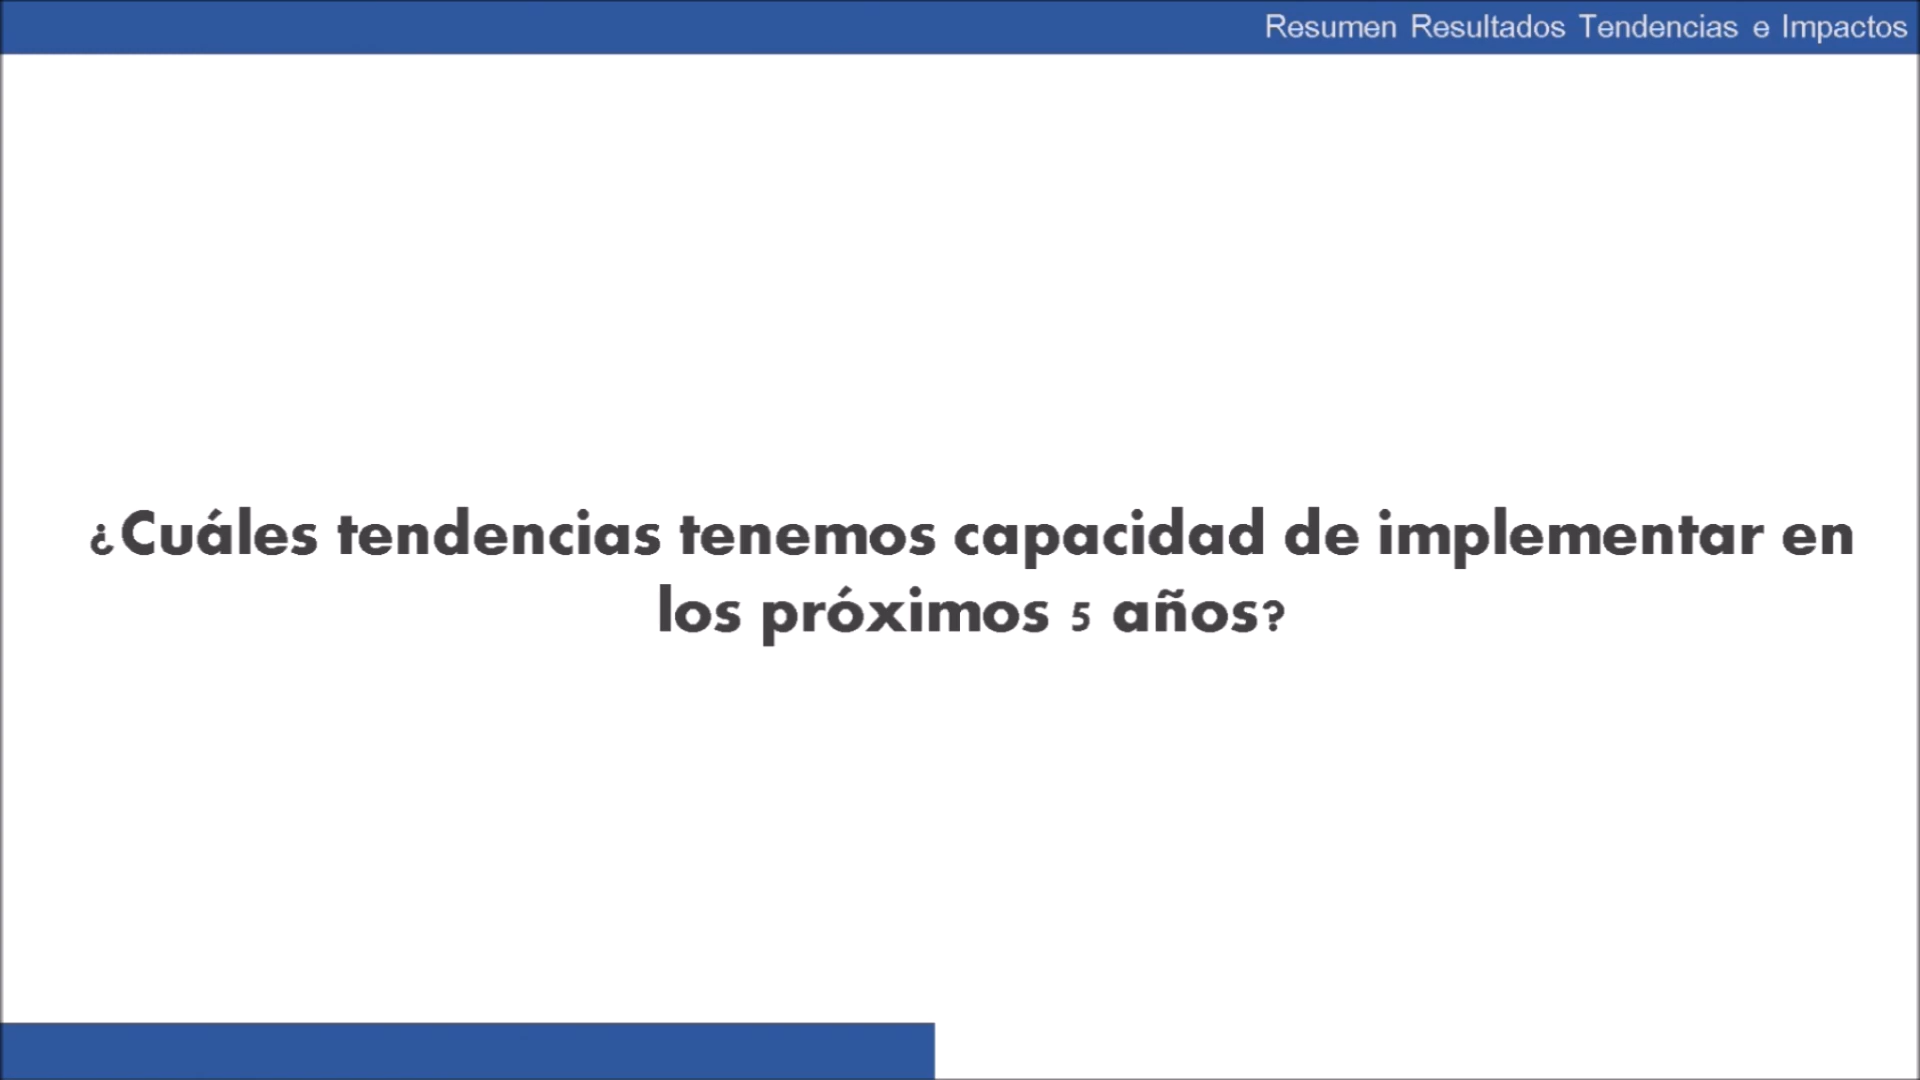 Resumen Resultados Tendencias e Impactos
¿Cuáles tendencias tenemos capacidad de implementar en
los próximos 5 años?